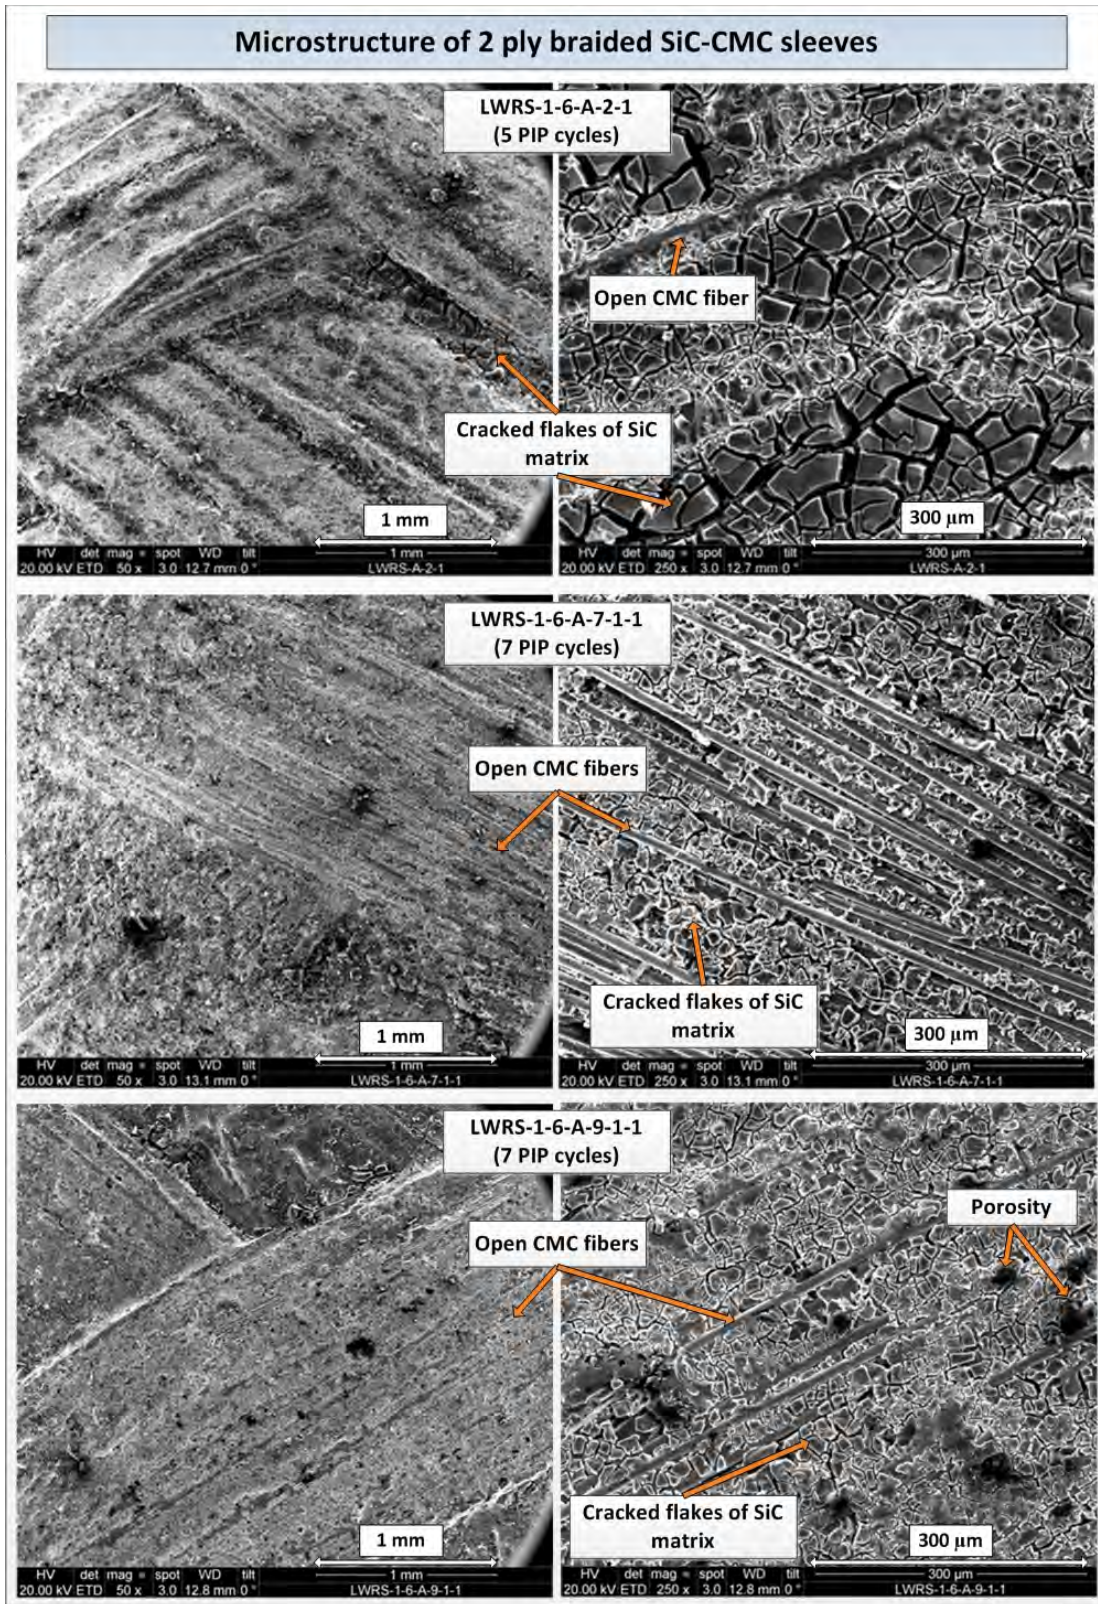 Microstructure of 2 ply braided SiC-CMC sleeves
LWRS-1-6-A-2-1
(5 PIP cycles)
Open CMC fiber
Cracked flakes of SiC
matrix
1 mm
300 µm
HV det mag = spot WD tilt
20.00 kV ETD 50 x 3.0 12.7 mm 0 °
1 mm
LWRS-A-2-1
HV det mag = spot WD tilt
20.00 kV ETD 250 x 3.0 12.7 mm 0 °
300 µm
LWRS-A-2-1
LWRS-1-6-A-7-1-1
(7 PIP cycles)
Open CMC fibers
Cracked flakes of SiC
matrix
1 mm
300 µm
HV det mag = spot WD tilt
20.00 kV ETD 50 x 3.0 13.1 mm 0 °
1 mm
LWRS-1-6-A-7-1-1
HV det mag = spot WD tilt
20.00 kV ETD 250 x 3.0 13.1 mm 0 °
300 µm
LWRS-1-6-A-7-1-1
LWRS-1-6-A-9-1-1
(7 PIP cycles)
Porosity
Open CMC fibers
Cracked flakes of SiC
matrix
1 mm
300 µm
HV det mag = spot WD tilt
20.00 kV ETD 50 x 3.0 12.8 mm 0 °
1 mm
LWRS-1-6-A-9-1-1
HV det mag = spot WD tilt
20.00 kV ETD 250 x 3.0 12.8 mm 0 °
300 µm
LWRS-1-6-A-9-1-1